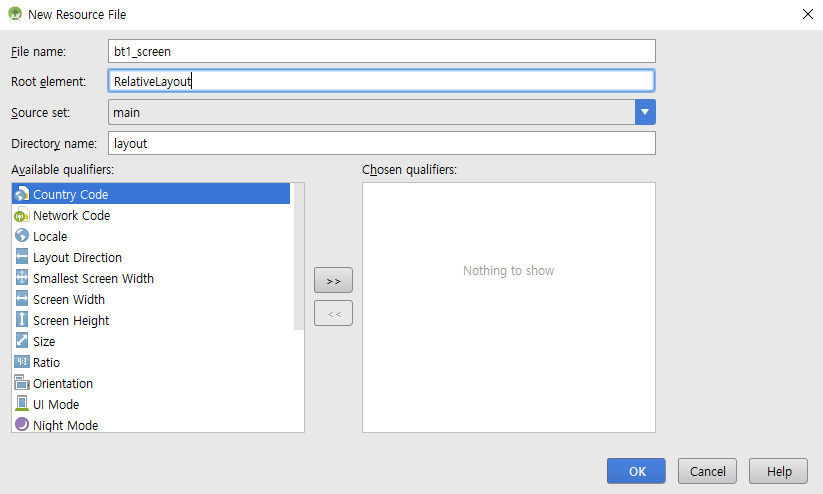 New Resource File
File name: bt1_screen
Root element: RelativeLayout
Source set: main
Directory name: layout
Available qualifiers: Chosen qualifiers:
Country Code
Network Code
Locale
Layout Direction
Smallest Screen Width
Screen Width
Screen Height
Size
Ratio
Orientation
UI Mode
Night Mode
>>
<<
Nothing to show
OK Cancel Help